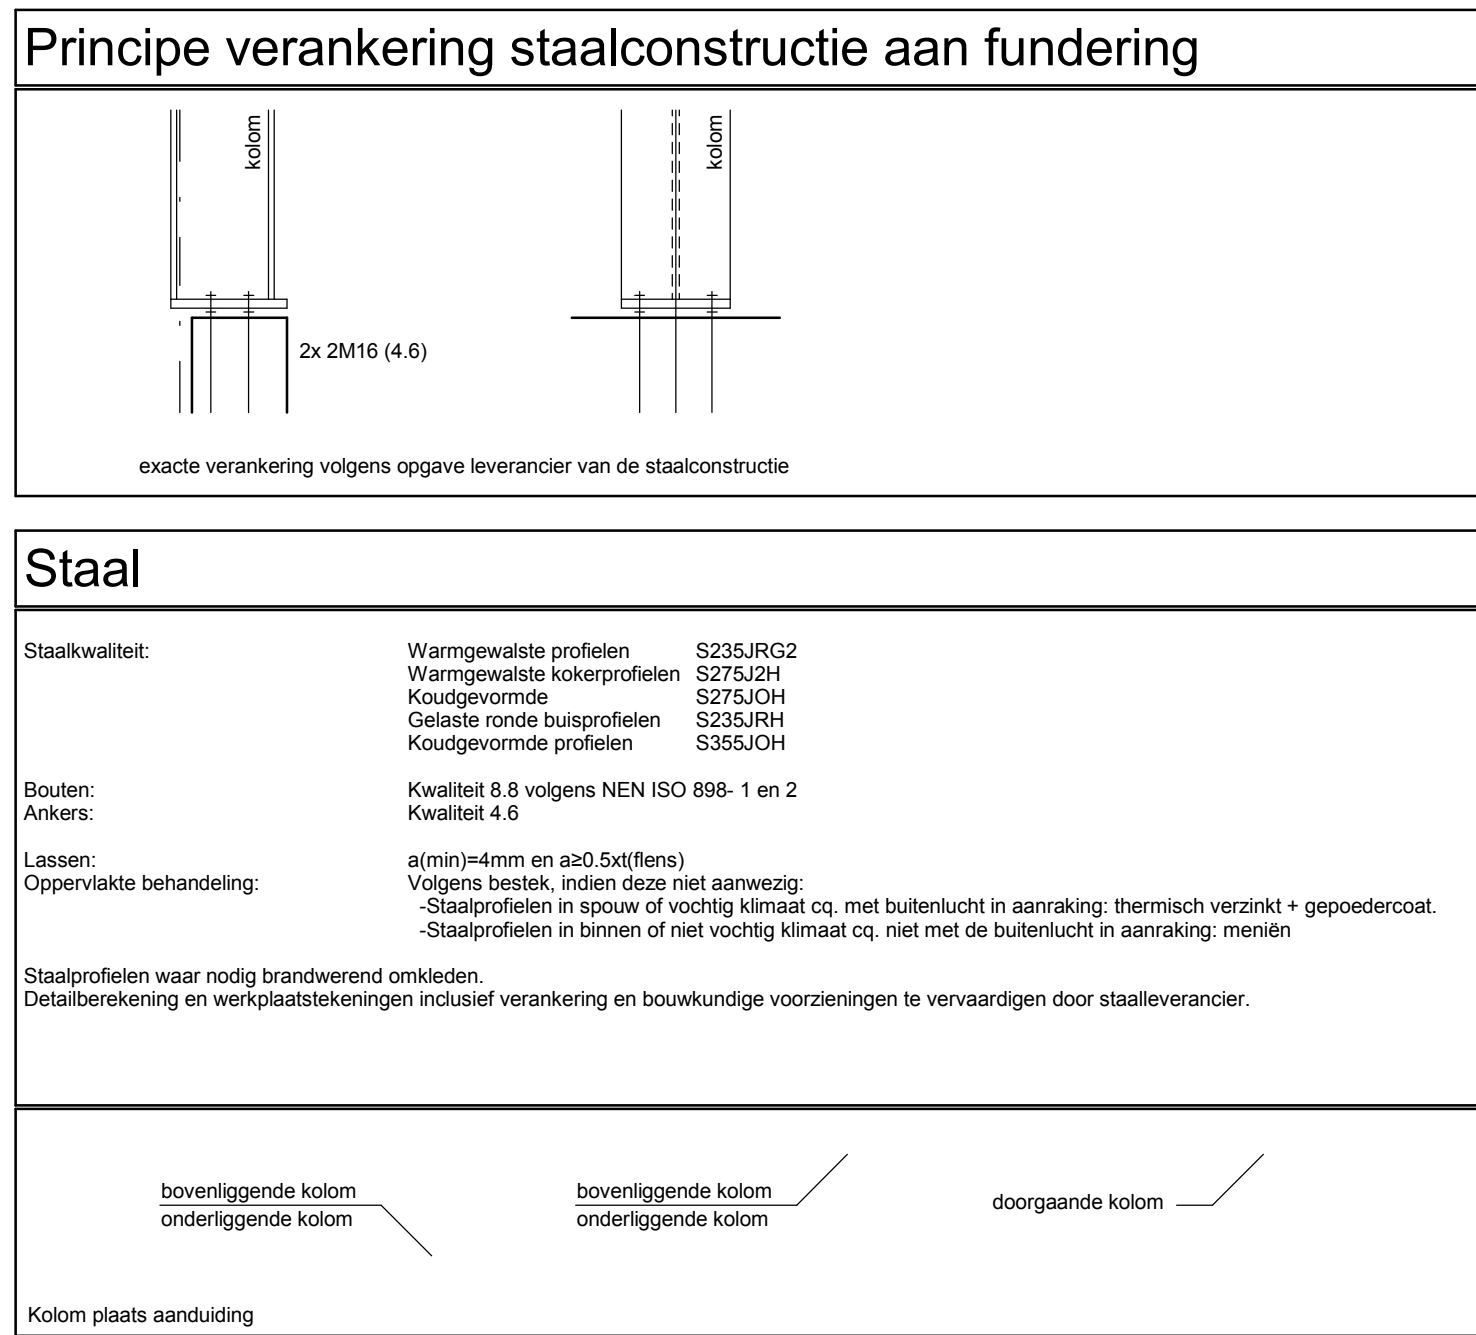 Principe verankering staalconstructie aan fundering
kolom
kolom
2x 2M16 (4.6)
exacte verankering volgens opgave leverancier van de staalconstructie
Staal
Staalkwaliteit: Warmgewalste profielen S235JRG2
Warmgewalste kokerprofielen S275J2H
Koudgevormde S275JOH
Gelaste ronde buisprofielen S235JRH
Koudgevormde profielen S355JOH
Bouten: Kwaliteit 8.8 volgens NEN ISO 898- 1 en 2
Ankers: Kwaliteit 4.6
Lassen: a(min)=4mm en a≥0.5xt(flens)
Oppervlakte behandeling: Volgens bestek, indien deze niet aanwezig:
-Staalprofielen in spouw of vochtig klimaat cq. met buitenlucht in aanraking: thermisch verzinkt + gepoedercoat.
-Staalprofielen in binnen of niet vochtig klimaat cq. niet met de buitenlucht in aanraking: meniën
Staalprofielen waar nodig brandwerend omkleden.
Detailberekening en werkplaatstekeningen inclusief verankering en bouwkundige voorzieningen te vervaardigen door staalleverancier.
bovenliggende kolom
onderliggende kolom
bovenliggende kolom
onderliggende kolom
doorgaande kolom
Kolom plaats aanduiding